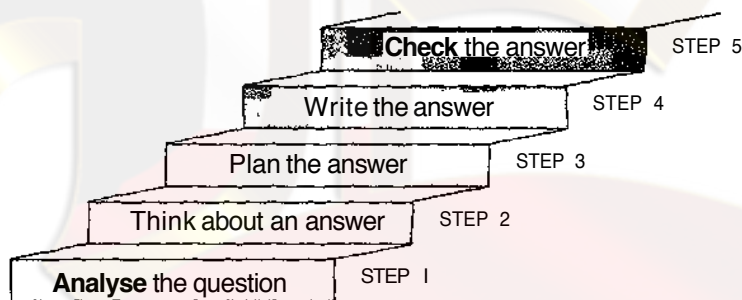 Check the answer STEP 5
Write the answer STEP 4
Plan the answer STEP 3
Think about an answer STEP 2
Analyse the question STEP I